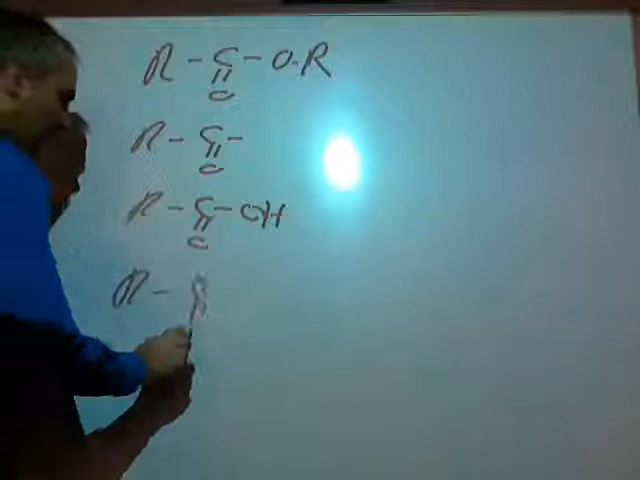 R - C - O-R
||
O
R - C -
||
O
R - C - OH
||
O
R - C
||